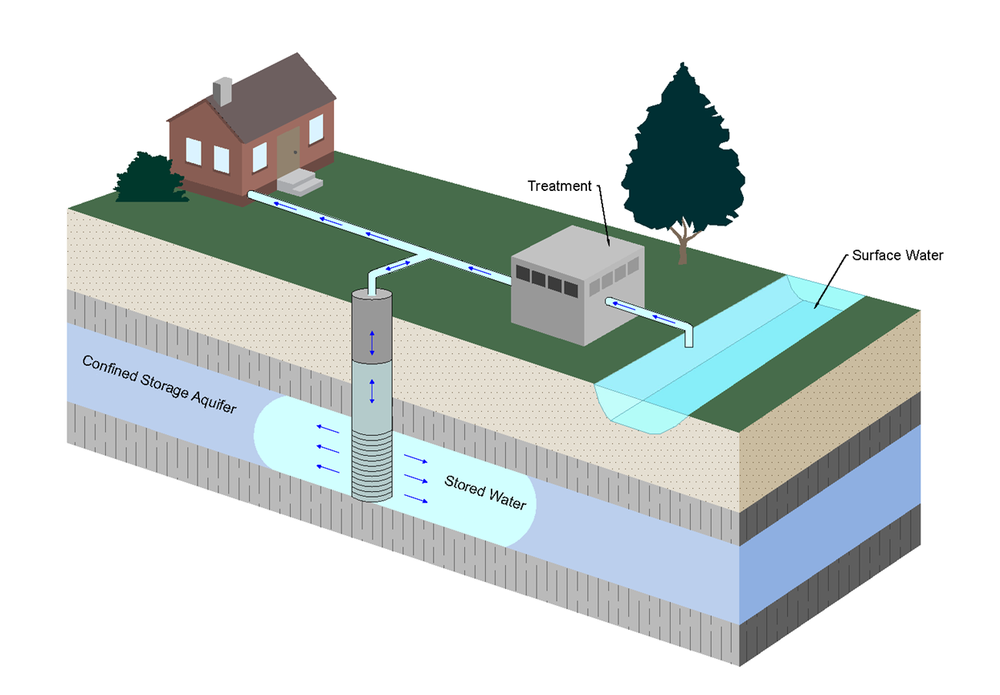 Treatment
Surface Water
Confined Storage Aquifer
Stored Water